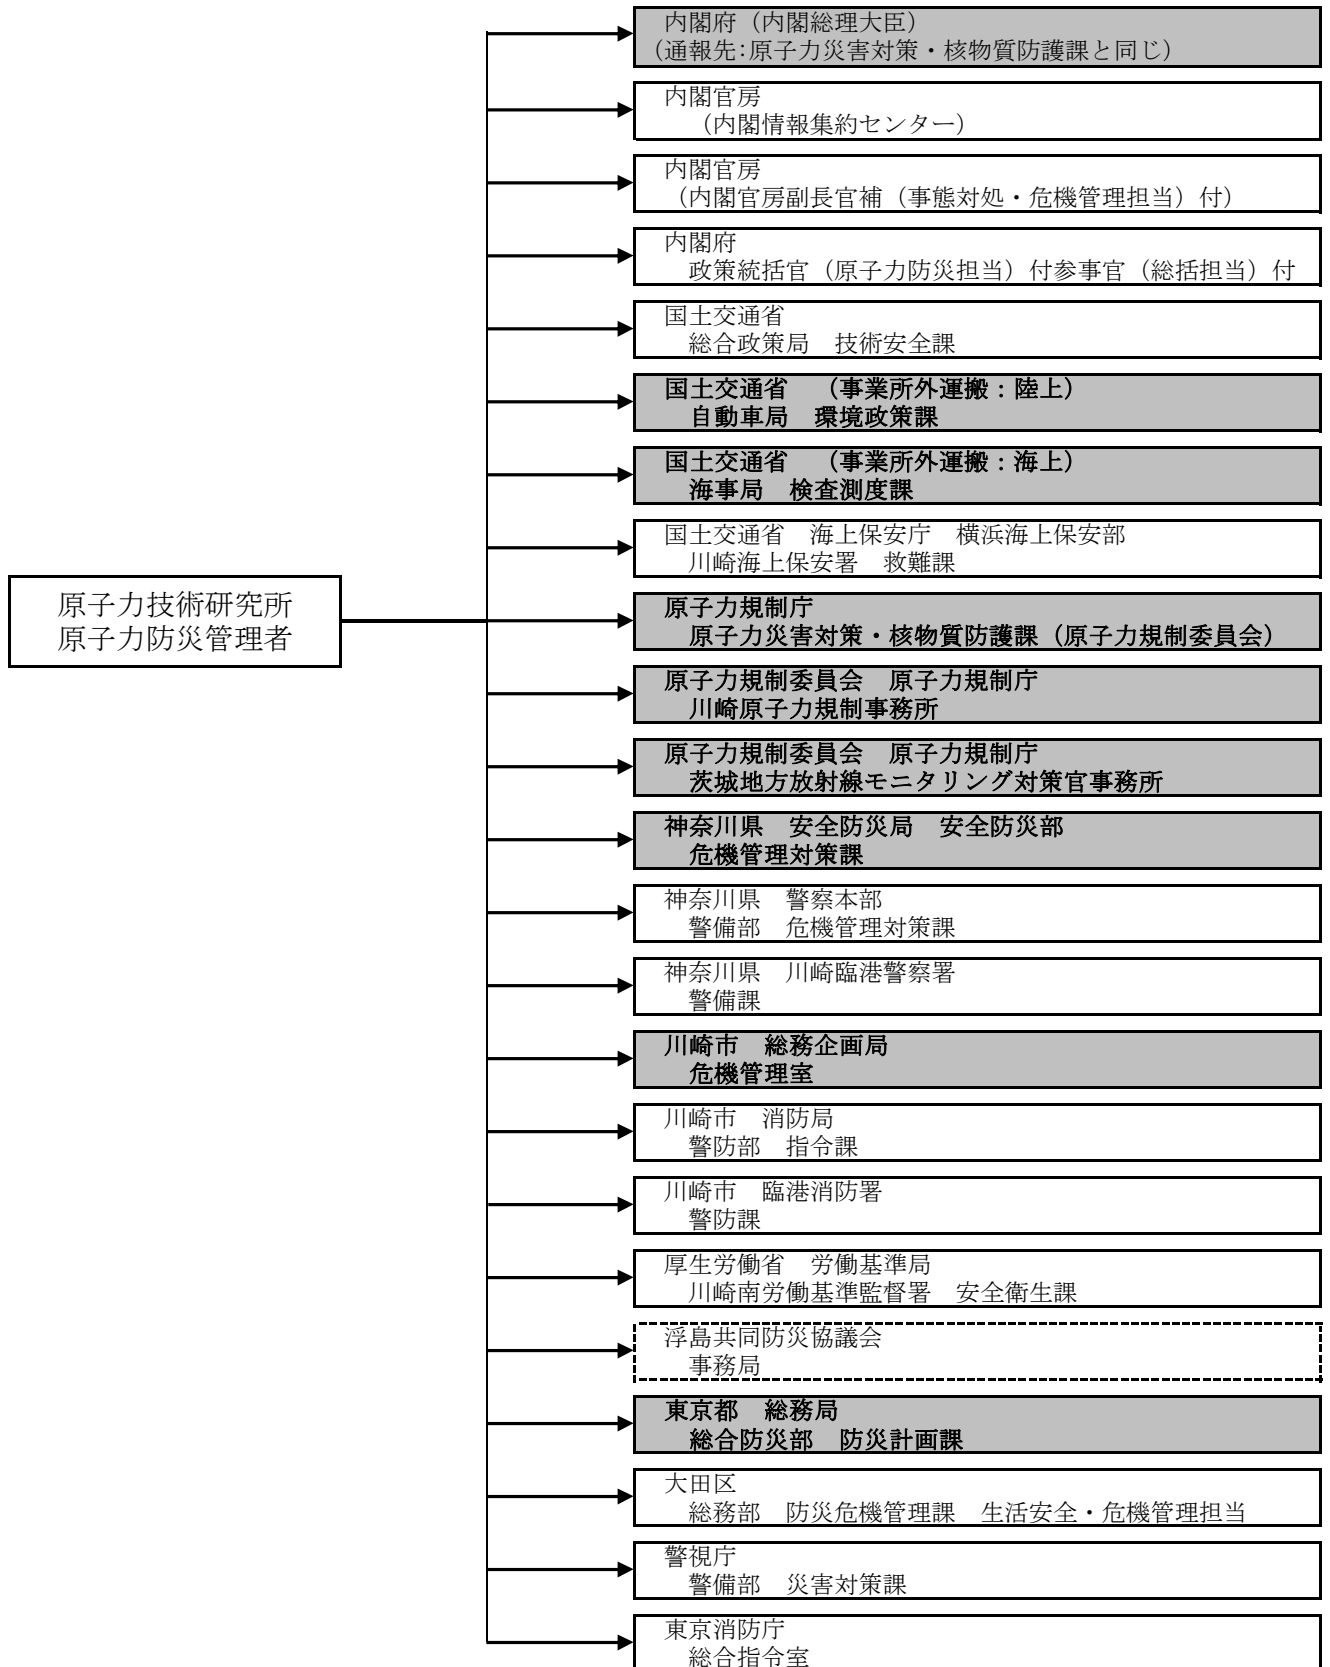 内閣府（内閣総理大臣）
（通報先:原子力災害対策・核物質防護課と同じ）
内閣官房
（内閣情報集約センター）
内閣官房
（内閣官房副長官補（事態対処・危機管理担当）付）
内閣府
政策統括官（原子力防災担当）付参事官（総括担当）付
国土交通省
総合政策局　技術安全課
国土交通省　（事業所外運搬：陸上）
自動車局　環境政策課
国土交通省　（事業所外運搬：海上）
海事局　検査測度課
国土交通省　海上保安庁　横浜海上保安部
川崎海上保安署　救難課
原子力技術研究所
原子力防災管理者
原子力規制庁
原子力災害対策・核物質防護課（原子力規制委員会）
原子力規制委員会　原子力規制庁
川崎原子力規制事務所
原子力規制委員会　原子力規制庁
茨城地方放射線モニタリング対策官事務所
神奈川県　安全防災局　安全防災部
危機管理対策課
神奈川県　警察本部
警備部　危機管理対策課
神奈川県　川崎臨港警察署
警備課
川崎市　総務企画局
危機管理室
川崎市　消防局
警防部　指令課
川崎市　臨港消防署
警防課
厚生労働省　労働基準局
川崎南労働基準監督署　安全衛生課
浮島共同防災協議会
事務局
東京都　総務局
総合防災部　防災計画課
大田区
総務部　防災危機管理課　生活安全・危機管理担当
警視庁
警備部　災害対策課
東京消防庁
総合指令室